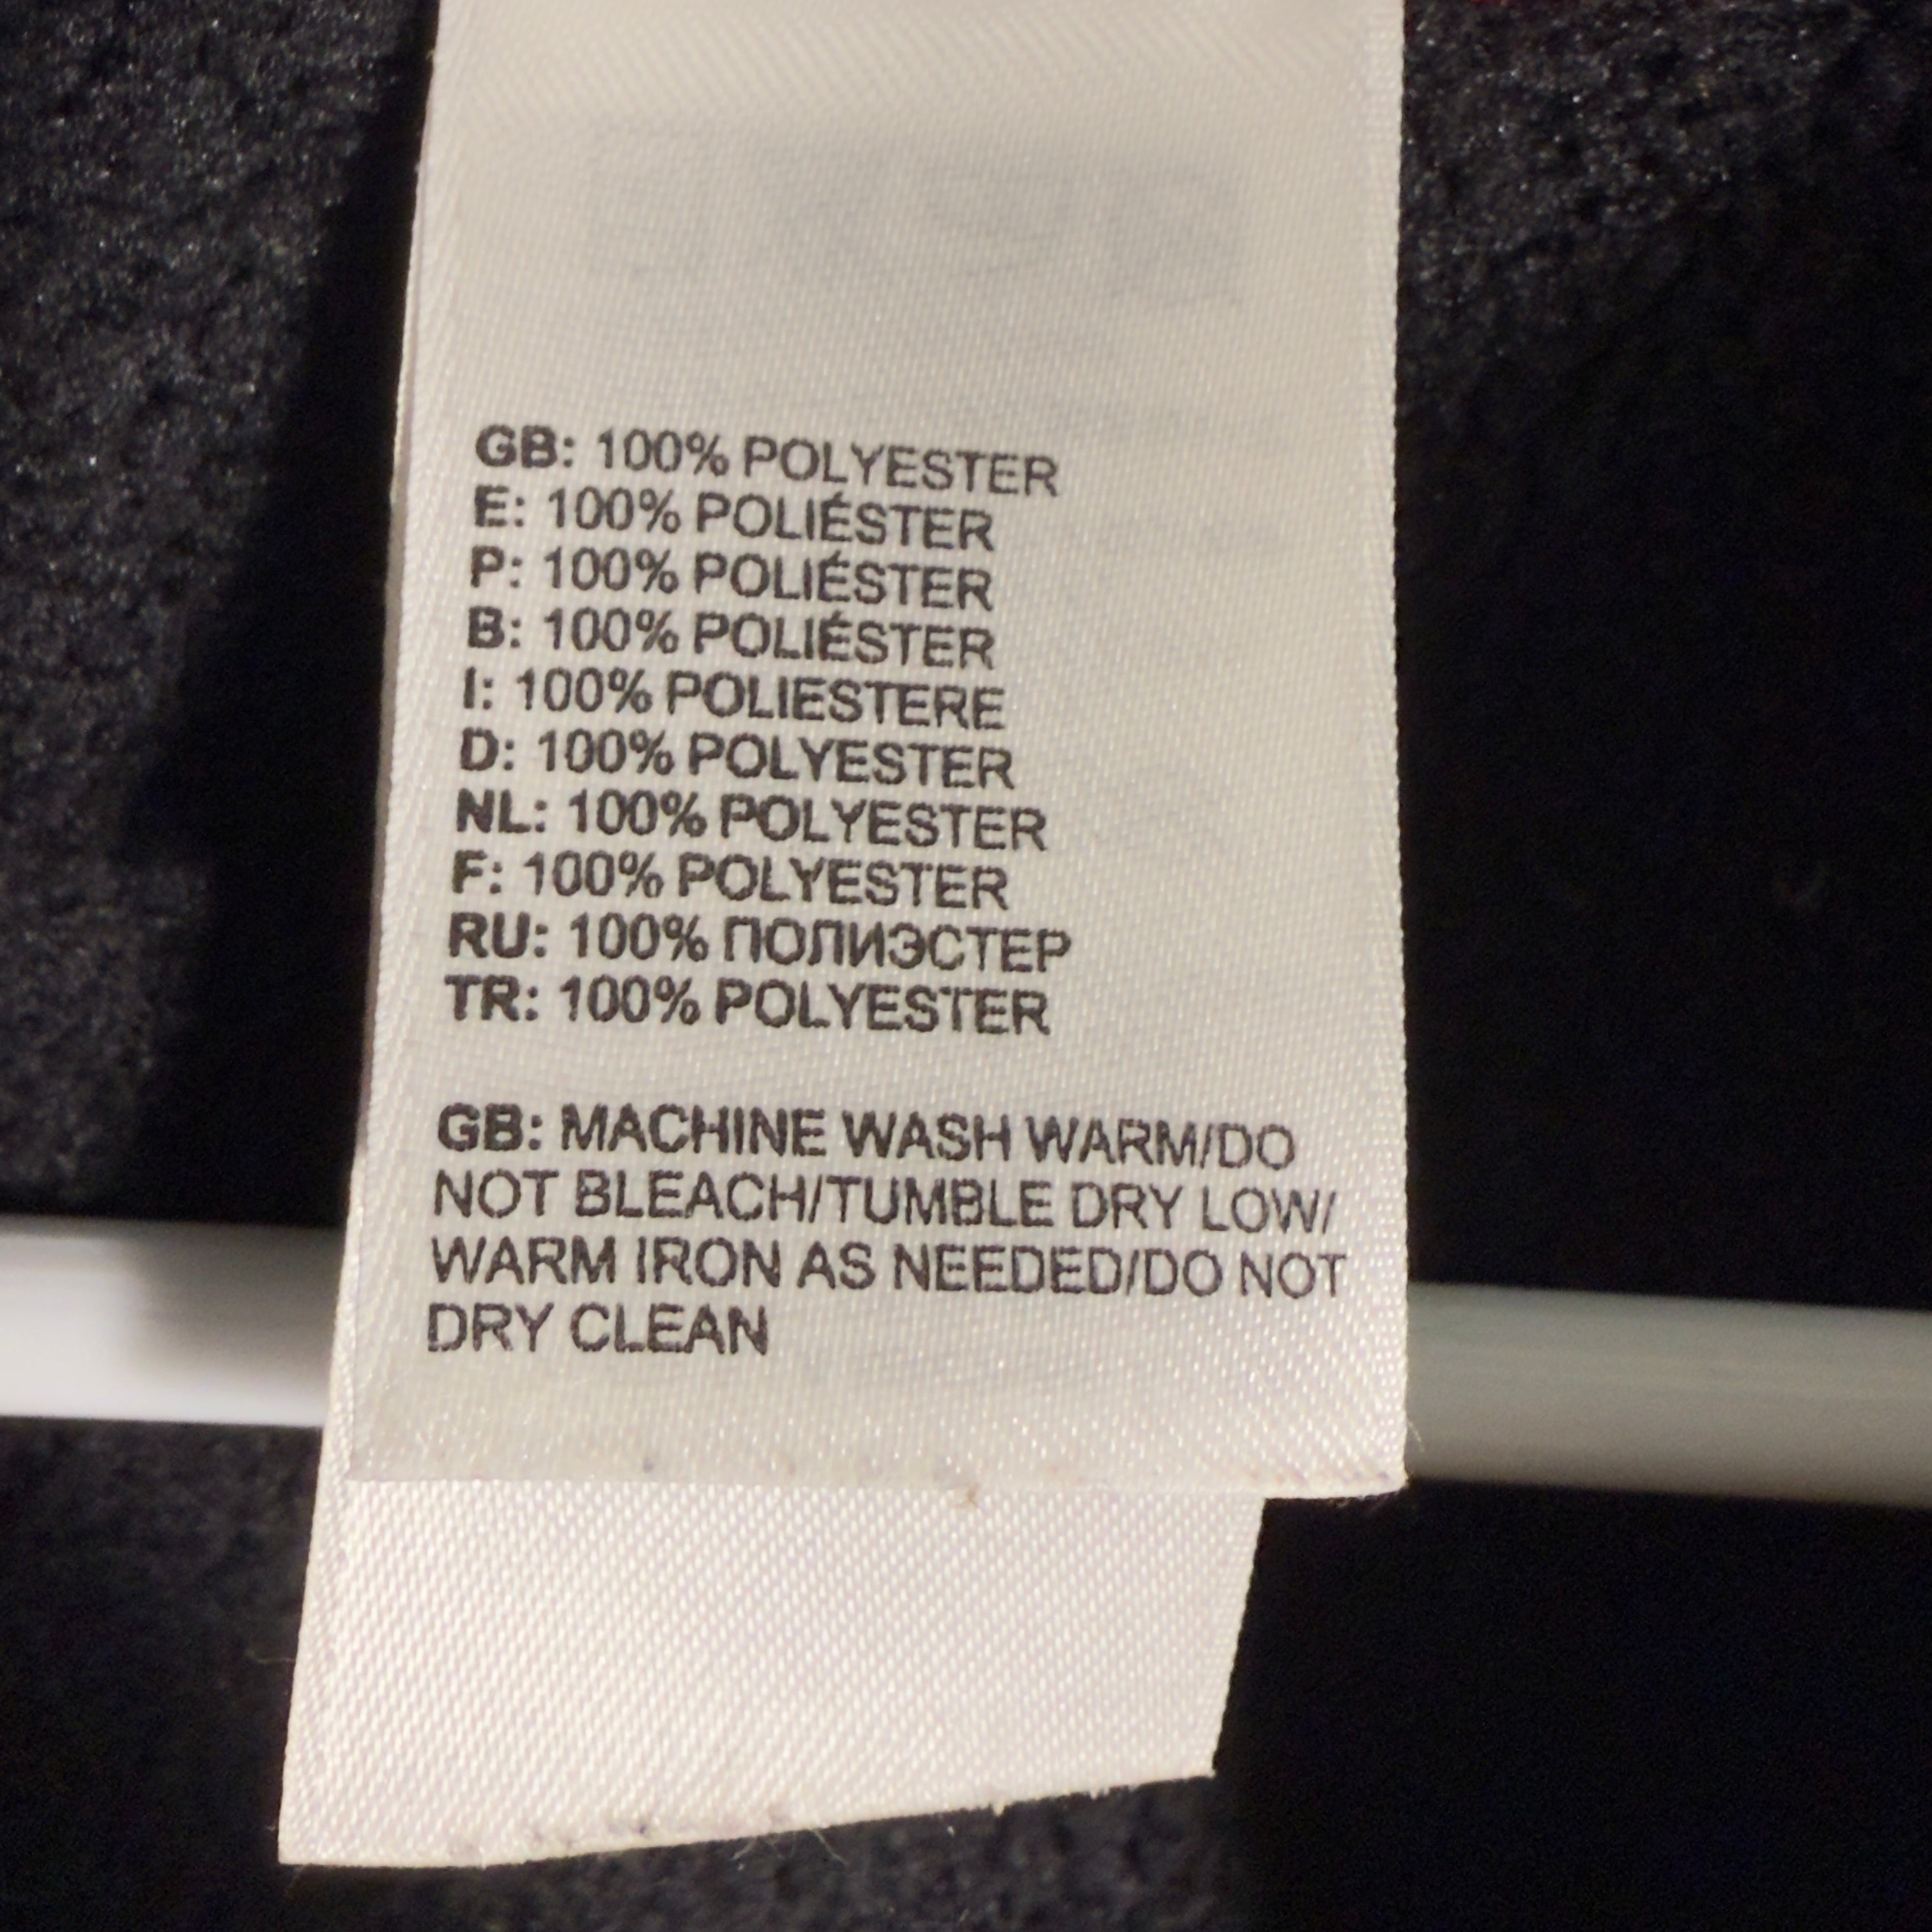 GB: 100% POLYESTER
E: 100% POLIÉSTER
P: 100% POLIÉSTER
B: 100% POLIÉSTER
I: 100% POLIESTERE
D: 100% POLYESTER
NL: 100% POLYESTER
F: 100% POLYESTER
RU: 100% ПОЛИЭСТЕР
TR: 100% POLYESTER
GB: MACHINE WASH WARM/DO
NOT BLEACH/TUMBLE DRY LOW/
WARM IRON AS NEEDED/DO NOT
DRY CLEAN